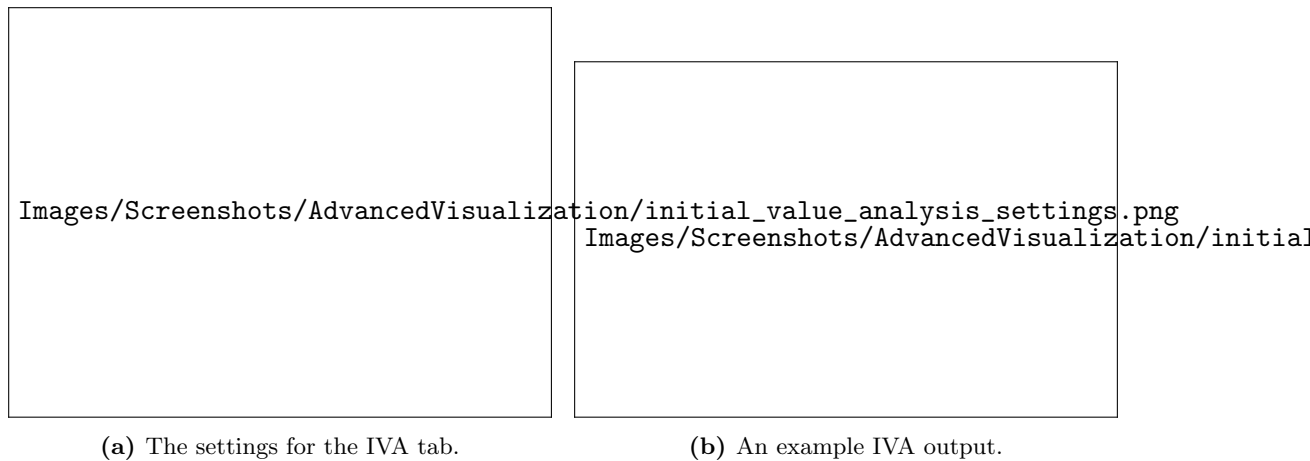 Images/Screenshots/AdvancedVisualization/initial_value_analysis_settings.png
Images/Screenshots/AdvancedVisualization/initial
(a) The settings for the IVA tab.
(b) An example IVA output.